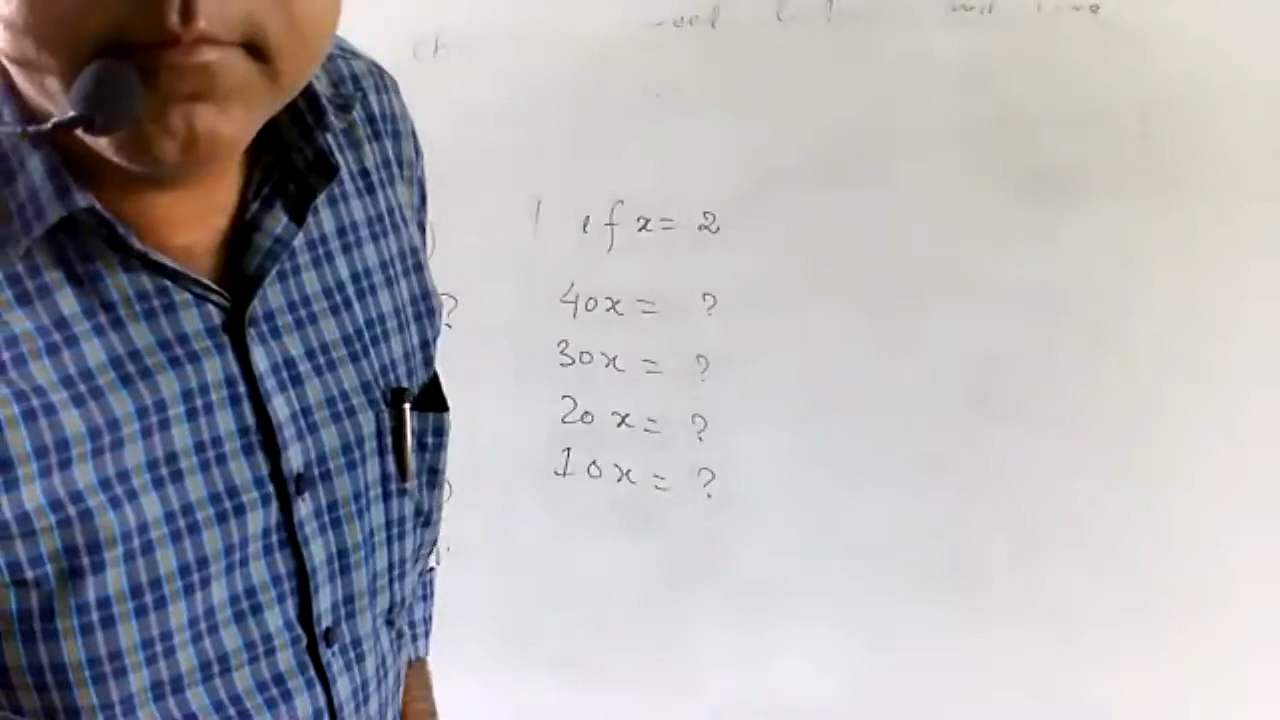 if x = 2
?
40x = ?
30x = ?
20x = ?
10x = ?